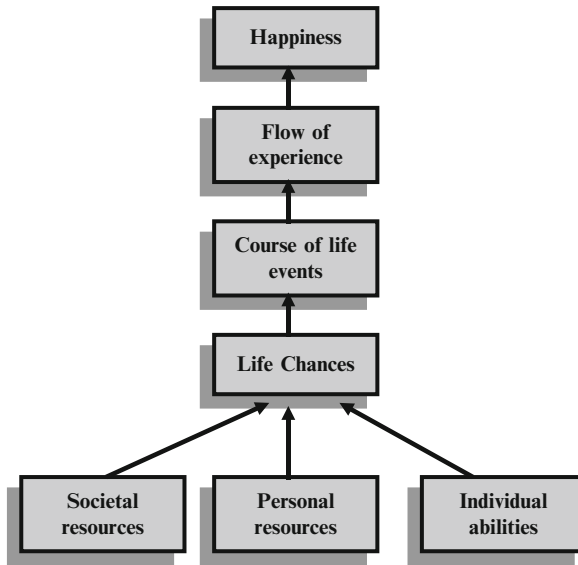 Happiness
Flow of
experience
Course of life
events
Life Chances
Societal
resources
Personal
resources
Individual
abilities